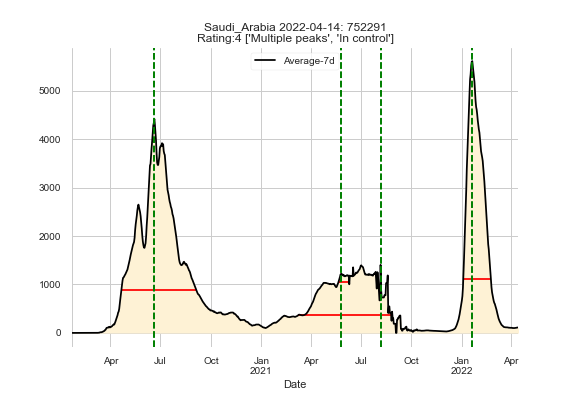 Saudi_Arabia 2022-04-14: 752291
Rating:4 ['Multiple peaks', 'In control']
Average-7d
5000
4000
3000
2000
1000
0
Apr Jul Oct Jan Apr Jul Oct Jan Apr
2021 2022
Date